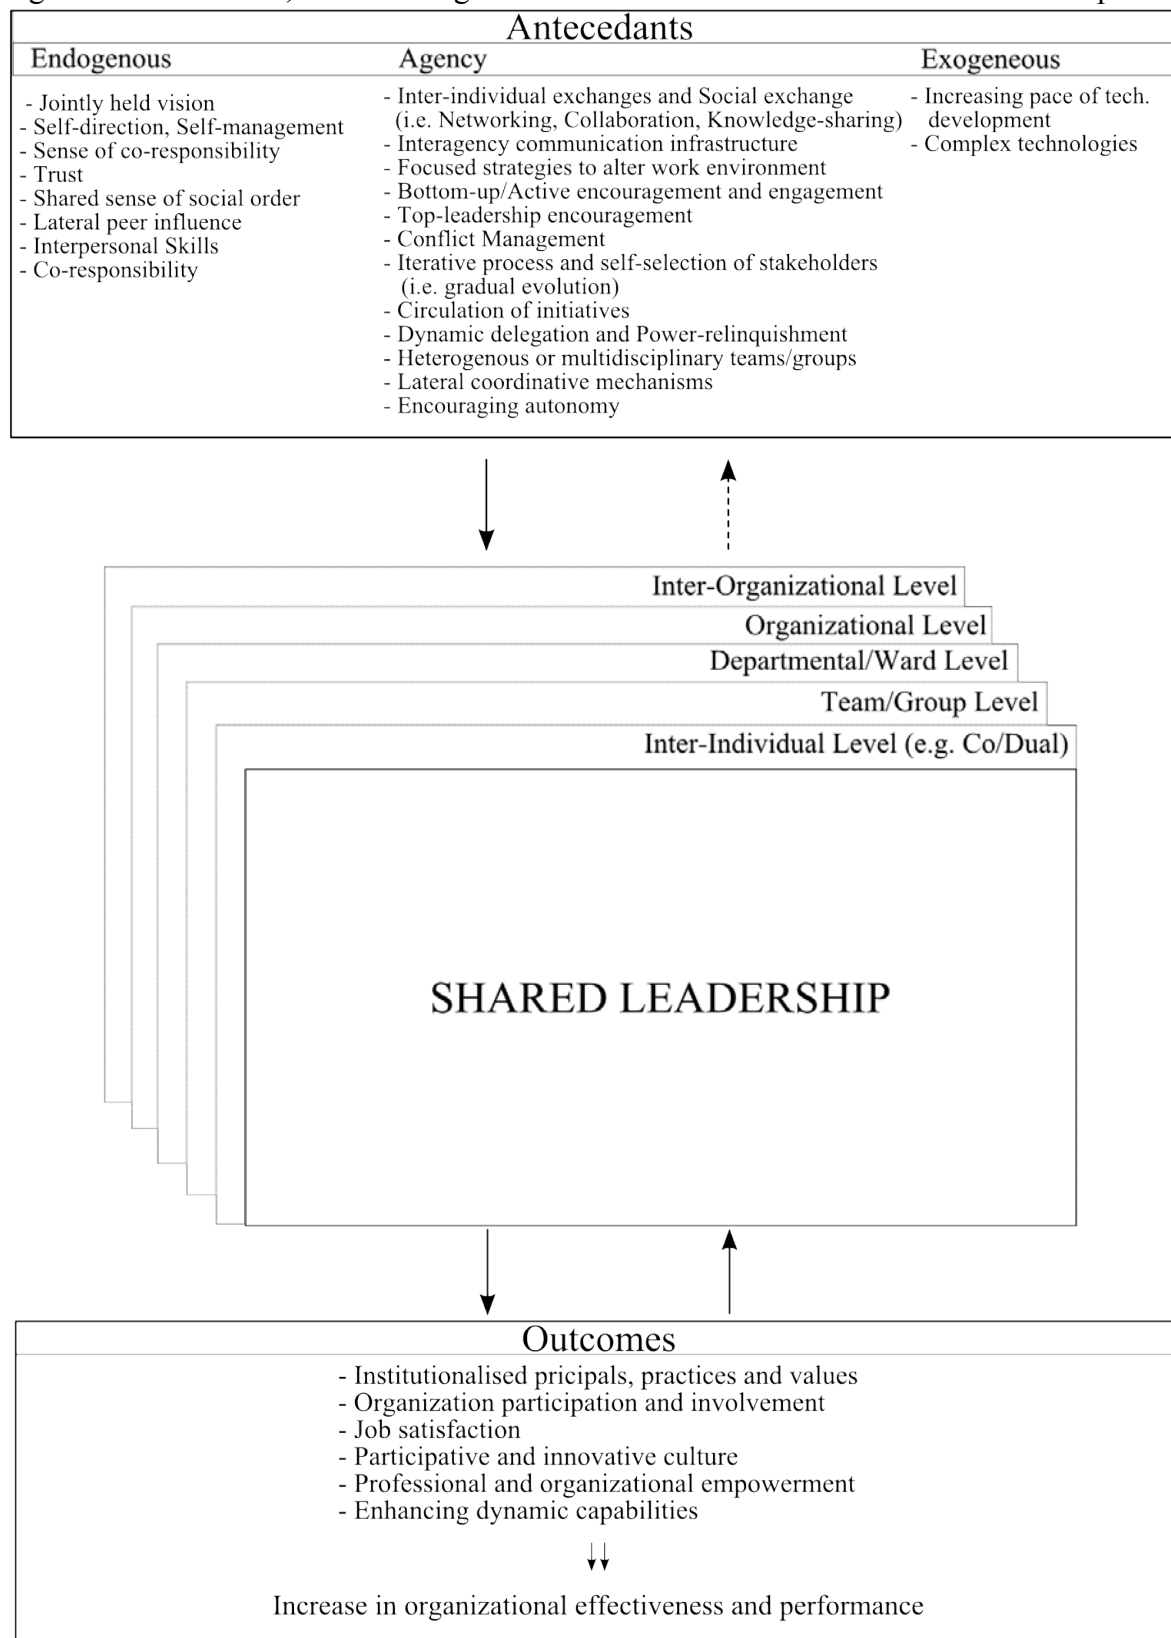 Antecedants
Endogenous
- Jointly held vision
- Self-direction, Self-management
- Sense of co-responsibility
- Trust
- Shared sense of social order
- Lateral peer influence
- Interpersonal Skills
- Co-responsibility
Agency
- Inter-individual exchanges and Social exchange
(i.e. Networking, Collaboration, Knowledge-sharing)
- Interagency communication infrastructure
- Focused strategies to alter work environment
- Bottom-up/Active encouragement and engagement
- Top-leadership encouragement
- Conflict Management
- Iterative process and self-selection of stakeholders
(i.e. gradual evolution)
- Circulation of initiatives
- Dynamic delegation and Power-relinquishment
- Heterogenous or multidisciplinary teams/groups
- Lateral coordinative mechanisms
- Encouraging autonomy
Exogeneous
- Increasing pace of tech.
development
- Complex technologies
Inter-Organizational Level
Organizational Level
Departmental/Ward Level
Team/Group Level
Inter-Individual Level (e.g. Co/Dual)
SHARED LEADERSHIP
Outcomes
- Institutionalised pricipals, practices and values
- Organization participation and involvement
- Job satisfaction
- Participative and innovative culture
- Professional and organizational empowerment
- Enhancing dynamic capabilities
Increase in organizational effectiveness and performance